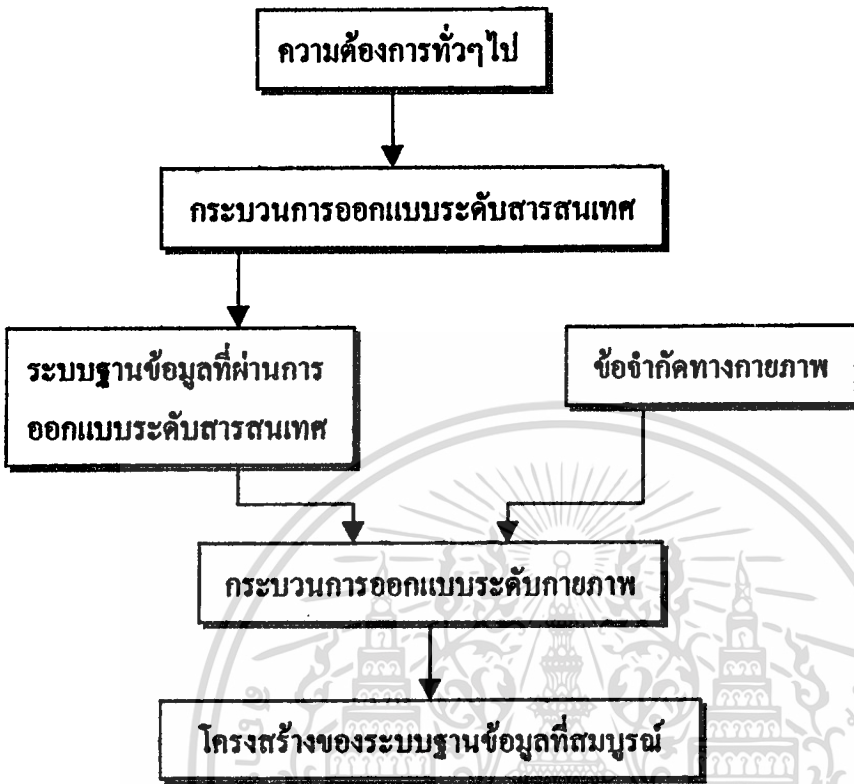 ความต้องการทั่วๆไป
กระบวนการออกแบบระดับสารสนเทศ
ระบบฐานข้อมูลที่ผ่านการ
ออกแบบระดับสารสนเทศ
ข้อจำกัดทางกายภาพ
กระบวนการออกแบบระดับกายภาพ
โครงสร้างของระบบฐานข้อมูลที่สมบูรณ์